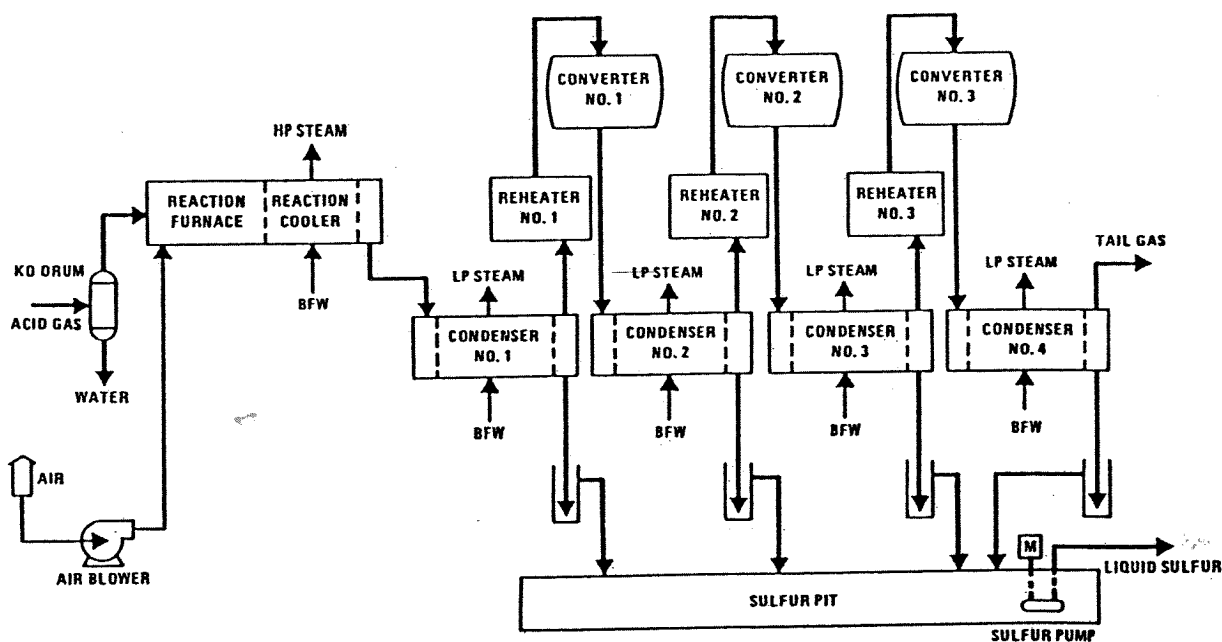 CONVERTER
NO. 1
CONVERTER
NO. 2
CONVERTER
NO. 3
HP STEAM
REACTION
FURNACE
REACTION
COOLER
REHEATER
NO. 1
REHEATER
NO. 2
REHEATER
NO. 3
TAIL GAS
KO DRUM
ACID GAS
BFW
LP STEAM
LP STEAM
LP STEAM
LP STEAM
CONDENSER
NO. 1
CONDENSER
NO. 2
CONDENSER
NO. 3
CONDENSER
NO. 4
WATER
BFW
BFW
BFW
BFW
AIR
AIR BLOWER
M
LIQUID SULFUR
SULFUR PIT
SULFUR PUMP